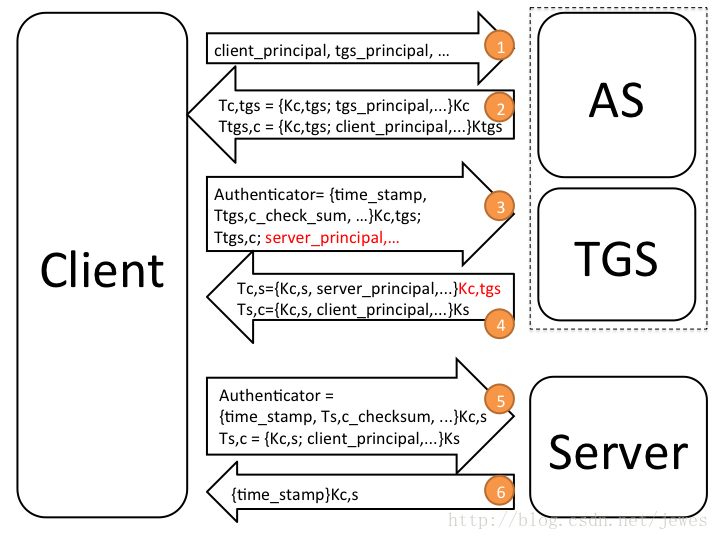 Client
client_principal, tgs_principal, …
1
AS
Tc,tgs = {Kc,tgs; tgs_principal,...}Kc
Ttgs,c = {Kc,tgs; client_principal,...}Ktgs
2
Authenticator= {time_stamp,
Ttgs,c_check_sum, …}Kc,tgs;
Ttgs,c; server_principal,…
3
TGS
Tc,s={Kc,s, server_principal,...}Kc,tgs
Ts,c={Kc,s, client_principal,...}Ks
4
Authenticator =
{time_stamp, Ts,c_checksum, ...}Kc,s
Ts,c = {Kc,s; client_principal,...}Ks
5
Server
{time_stamp}Kc,s
6
http://blog.csdn.net/jewes